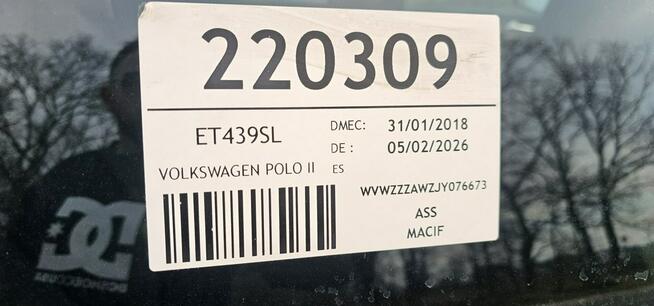 220309
ET439SL
DMEC: 31/01/2018
DE : 05/02/2026
VOLKSWAGEN POLO II ES
WVWZZZAWZJY076673
ASS
MACIF